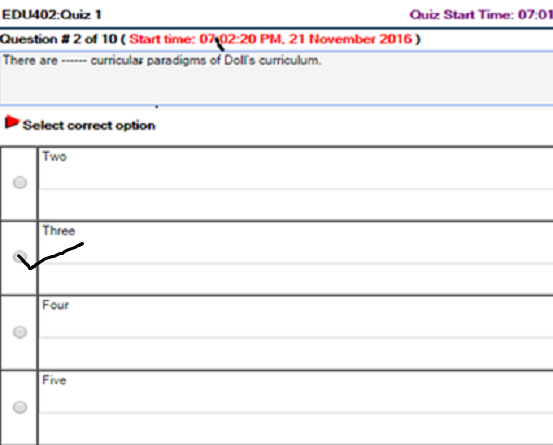 EDU402:Quiz 1 Quiz Start Time: 07:01
Question # 2 of 10 ( Start time: 07:02:20 PM, 21 November 2016 )
There are ------ curricular paradigms of Doll's curriculum.
Select correct option
Two
Three
Four
Five